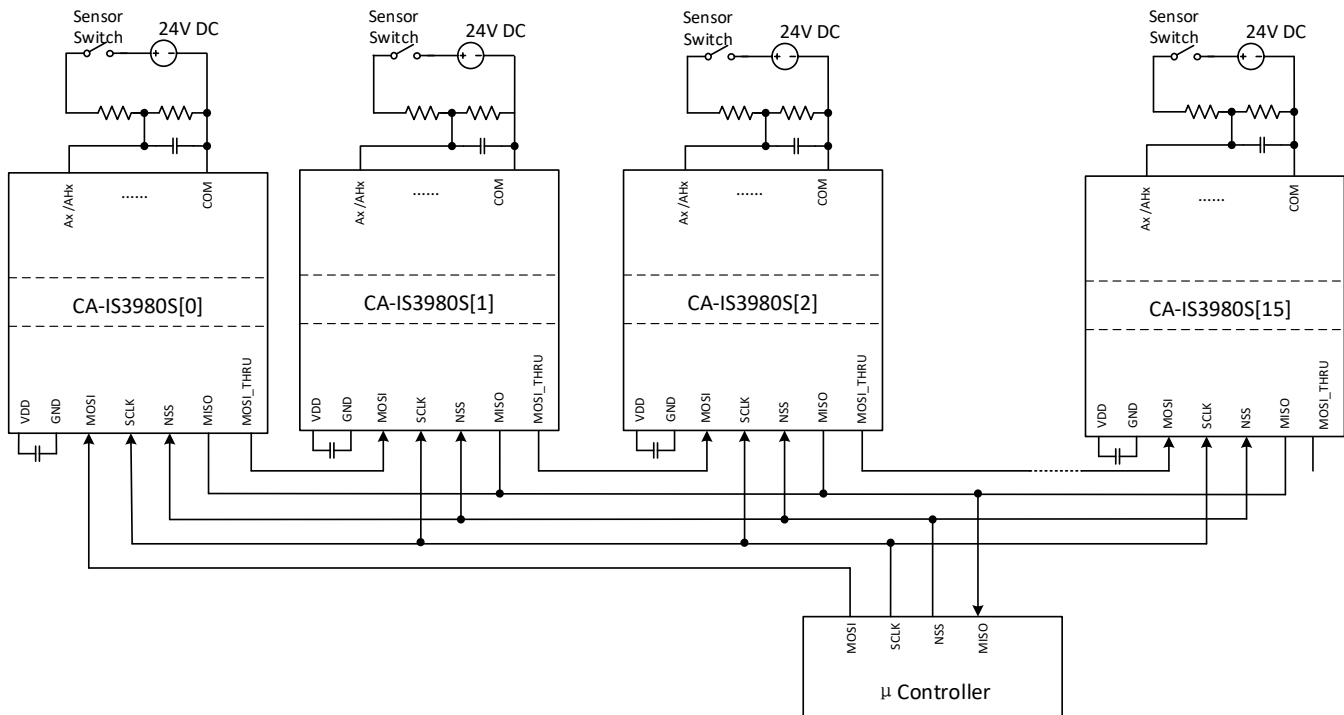 Sensor
Switch
24V DC
Sensor
Switch
24V DC
Sensor
Switch
24V DC
Sensor
Switch
24V DC
Ax /AHx
......
COM
Ax /AHx
......
COM
Ax /AHx
......
COM
Ax /AHx
......
COM
CA-IS3980S[0]
CA-IS3980S[1]
CA-IS3980S[2]
CA-IS3980S[15]
VDD
GND
MOSI
SCLK
NSS
MISO
MOSI_THRU
VDD
GND
MOSI
SCLK
NSS
MISO
MOSI_THRU
VDD
GND
MOSI
SCLK
NSS
MISO
MOSI_THRU
VDD
GND
MOSI
SCLK
NSS
MISO
MOSI_THRU
MOSI
SCLK
NSS
MISO
μ Controller